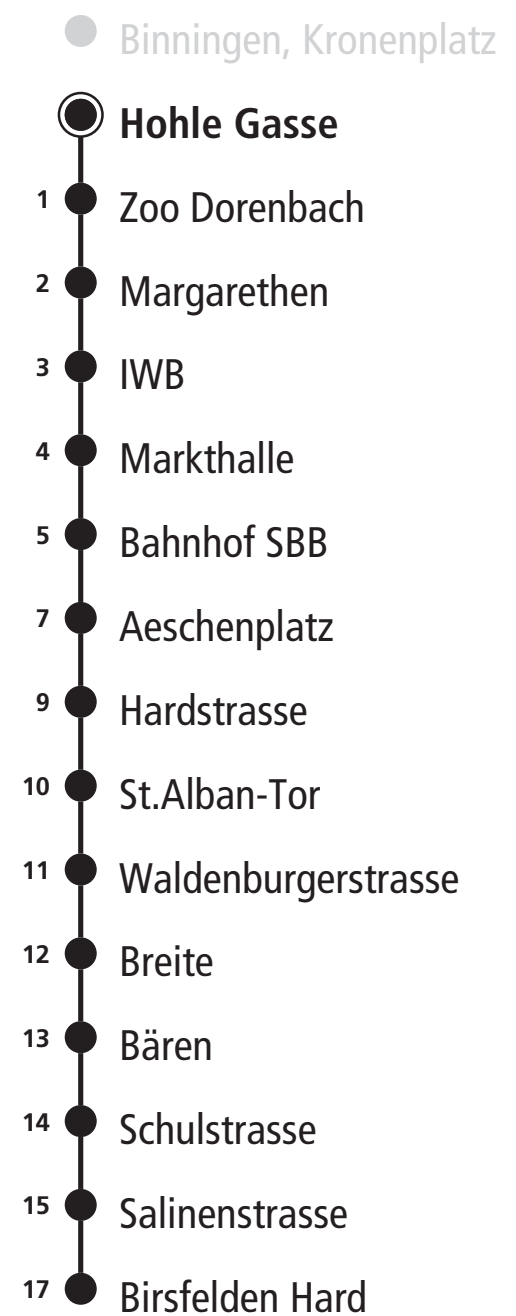 Binningen, Kronenplatz
Hohle Gasse
1 Zoo Dorenbach
2 Margarethen
3 IWB
4 Markthalle
5 Bahnhof SBB
7 Aeschenplatz
9 Hardstrasse
10 St.Alban-Tor
11 Waldenburgerstrasse
12 Breite
13 Bären
14 Schulstrasse
15 Salinenstrasse
17 Birsfelden Hard